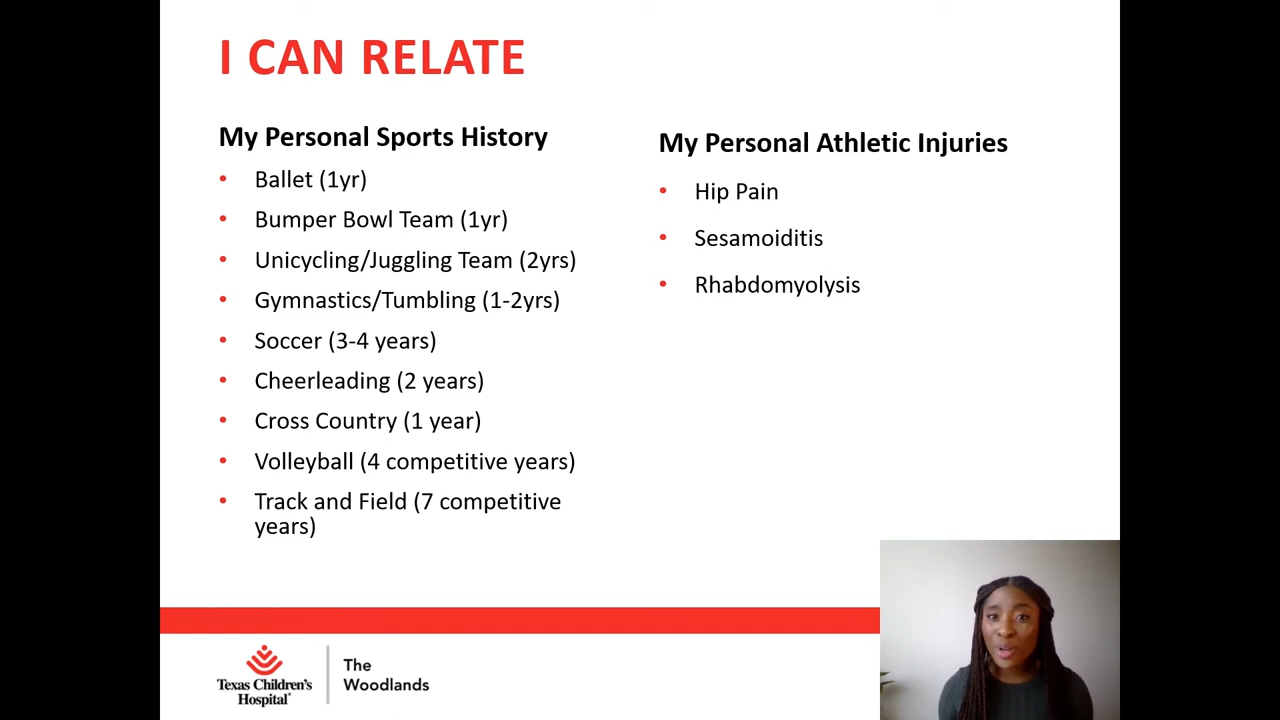 I CAN RELATE
My Personal Sports History
• Ballet (1yr)
• Bumper Bowl Team (1yr)
• Unicycling/Juggling Team (2yrs)
• Gymnastics/Tumbling (1-2yrs)
• Soccer (3-4 years)
• Cheerleading (2 years)
• Cross Country (1 year)
• Volleyball (4 competitive years)
• Track and Field (7 competitive
years)
My Personal Athletic Injuries
• Hip Pain
• Sesamoiditis
• Rhabdomyolysis
Texas Children's
Hospital®
The
Woodlands